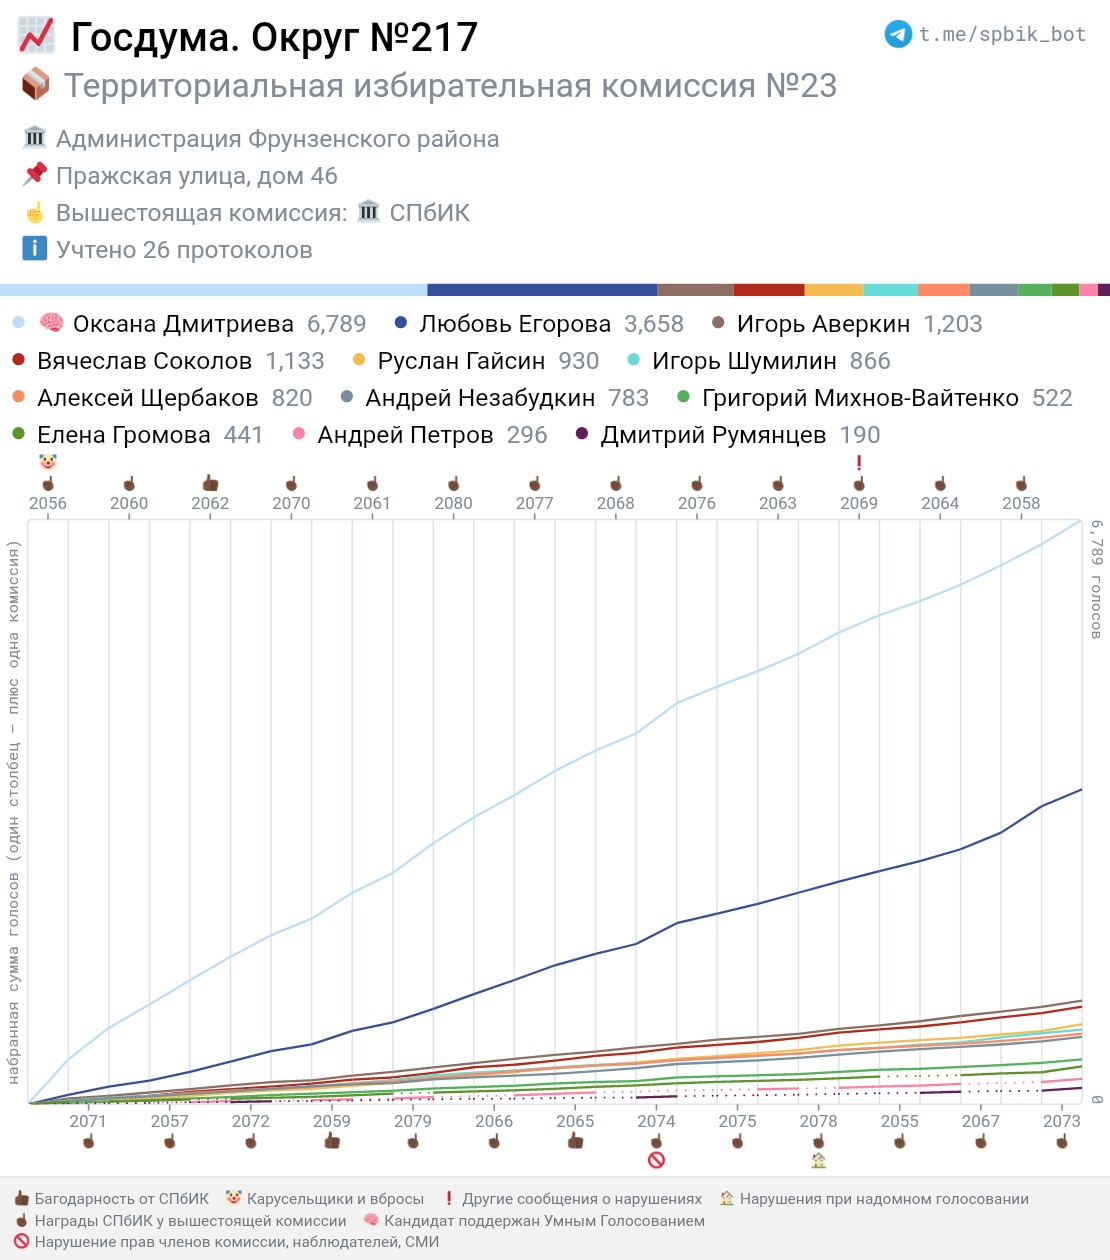 Госдума. Округ №217
t.me/spbik_bot
Территориальная избирательная комиссия №23
Администрация Фрунзенского района
Пражская улица, дом 46
Вышестоящая комиссия: СПбИК
Учтено 26 протоколов
Оксана Дмитриева 6,789 Любовь Егорова 3,658 Игорь Аверкин 1,203
Вячеслав Соколов 1,133 Руслан Гайсин 930 Игорь Шумилин 866
Алексей Щербаков 820 Андрей Незабудкин 783 Григорий Михнов-Вайтенко 522
Елена Громова 441 Андрей Петров 296 Дмитрий Румянцев 190
2056 2060 2062 2070 2061 2080 2077 2068 2076 2063 2069 2064 2058
набранная сумма голосов (один столбец — плюс одна комиссия)
6,789 голосов
0
2071 2057 2072 2059 2079 2066 2065 2074 2075 2078 2055 2067 2073
Багодарность от СПбИК Карусельщики и вбросы Другие сообщения о нарушениях Нарушения при надомном голосовании
Награды СПбИК у вышестоящей комиссии Кандидат поддержан Умным Голосованием
Нарушение прав членов комиссии, наблюдателей, СМИ